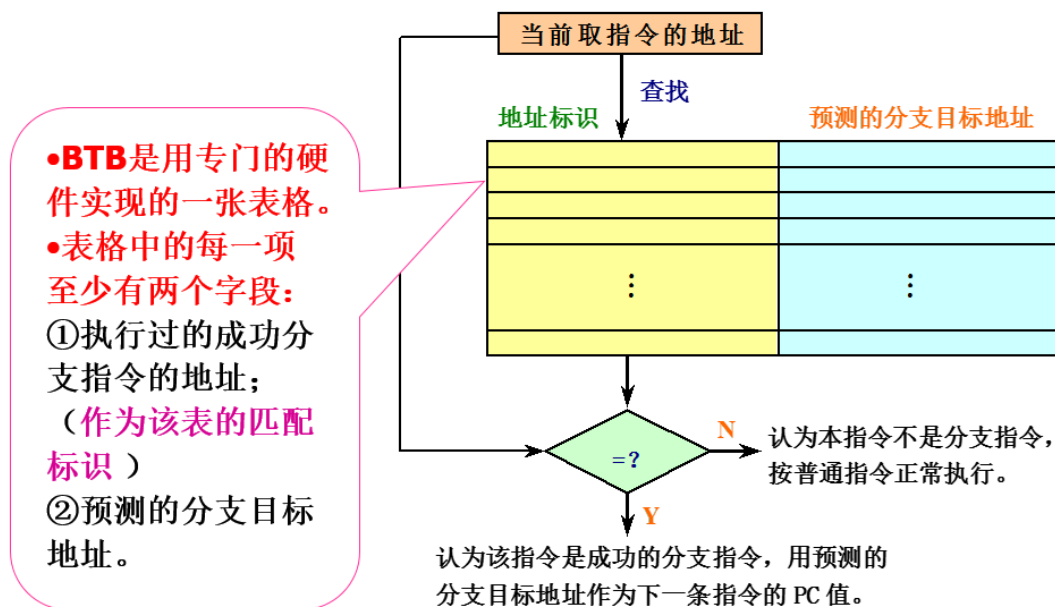 当前取指令的地址
查找
地址标识
预测的分支目标地址
•BTB是用专门的硬
件实现的一张表格。
•表格中的每一项
至少有两个字段：
①执行过的成功分
支指令的地址；
（作为该表的匹配
标识 ）
②预测的分支目标
地址。
⋮
⋮
=？
N
认为本指令不是分支指令，
按普通指令正常执行。
Y
认为该指令是成功的分支指令，用预测的
分支目标地址作为下一条指令的 PC 值。